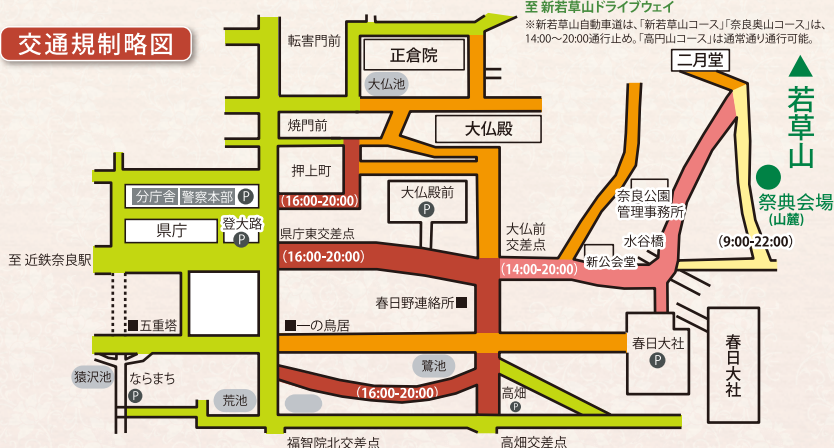 至 新若草山ドライブウェイ
※新若草山自動車道は、「新若草山コース」「奈良奥山コース」は、
14:00～20:00通行止め。「高円山コース」は通常通り通行可能。
交通規制略図
転害門前
正倉院
大仏池
二月堂
▲
若草山
焼門前
大仏殿
押上町
分庁舎
警察本部
P
(16:00-20:00)
大仏殿前
P
奈良公園
管理事務所
祭典会場
(山麓)
県庁
登大路
P
県庁東交差点
大仏前
交差点
水谷橋
(9:00-22:00)
至 近鉄奈良駅
(16:00-20:00)
(14:00-20:00)
新公会堂
春日野連絡所■
■五重塔
■一の鳥居
春日大社
P
春日大社
猿沢池
ならまち
P
鷺池
荒池
(16:00-20:00)
高畑
P
福智院北交差点
高畑交差点